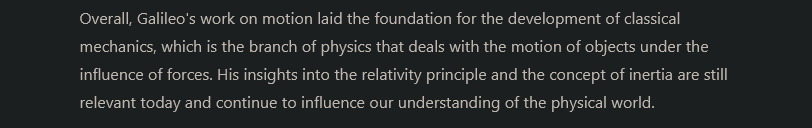 Overall, Galileo's work on motion laid the foundation for the development of classical
mechanics, which is the branch of physics that deals with the motion of objects under the
influence of forces. His insights into the relativity principle and the concept of inertia are still
relevant today and continue to influence our understanding of the physical world.